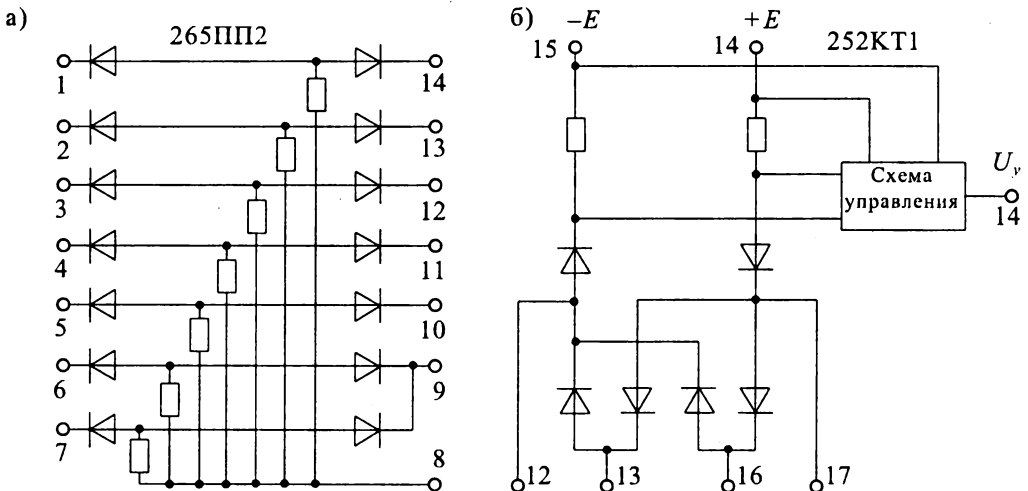 а)
265ПП2
1 14
2 13
3 12
4 11
5 10
6 9
7 8
б)
–E +E
15 14 252КТ1
Схема
управления
U_y
14
12 13 16 17